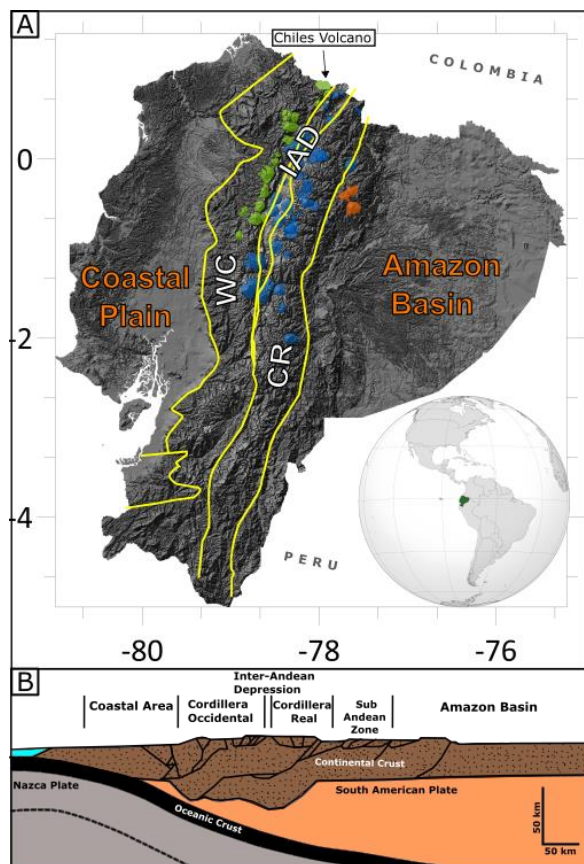 A
Chiles Volcano
COLOMBIA
0
IAD
Coastal
Plain
WC
Amazon
Basin
-2
CR
-4
PERU
-80
-78
-76
B
Inter-Andean
Depression
Coastal Area
Cordillera
Occidental
Cordillera
Real
Sub
Andean
Zone
Amazon Basin
Continental Crust
Nazca Plate
South American Plate
Oceanic Crust
50 km
50 km